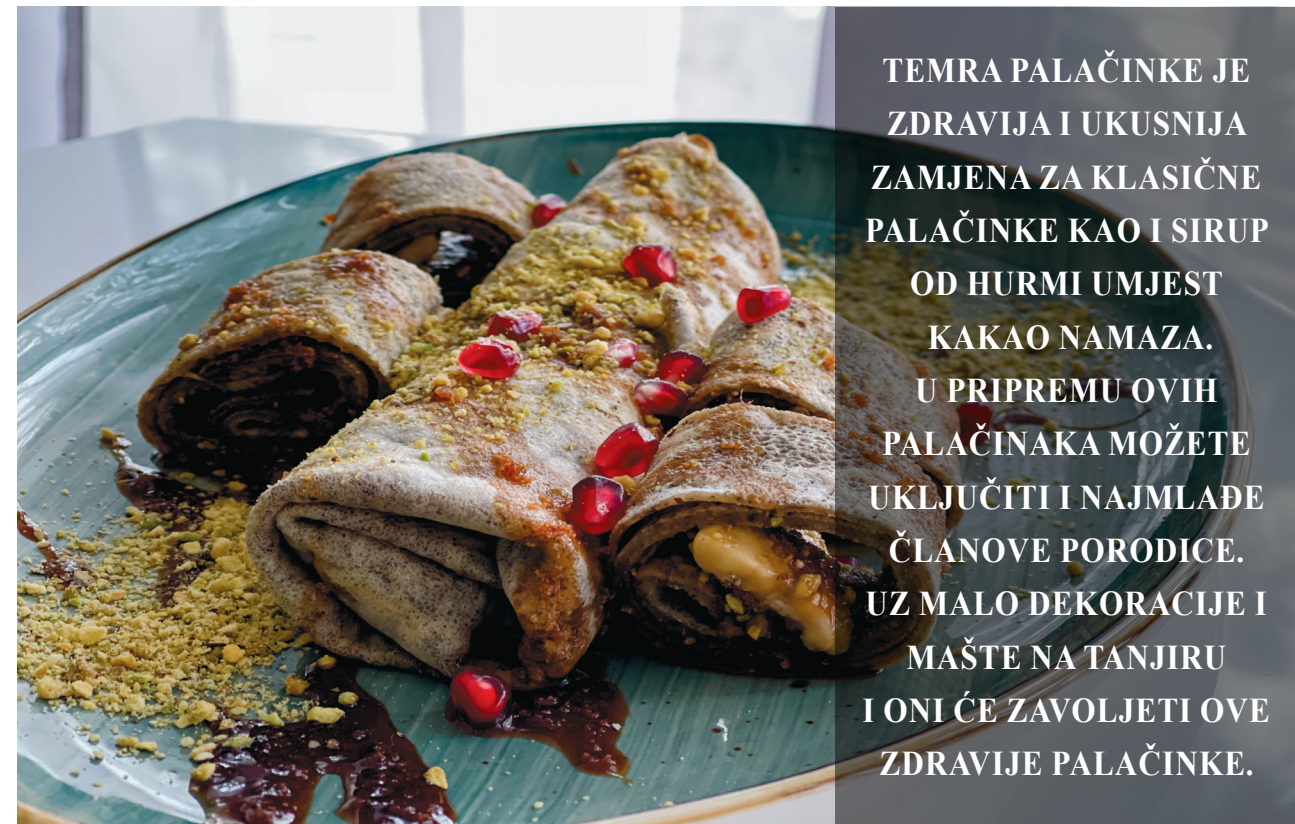 TEMRA PALAČINKE JE
ZDRAVIJA I UKUSNIJA
ZAMJENA ZA KLASIČNE
PALAČINKE KAO I SIRUP
OD HURMI UMJEST
KAKAO NAMAZA.
U PRIPREMU OVIH
PALAČINAKA MOŽETE
UKLJUČITI I NAJMLAĐE
ČLANOVE PORODICE.
UZ MALO DEKORACIJE I
MAŠTE NA TANJIRU
I ONI ĆE ZAVOLJETI OVE
ZDRAVIJE PALAČINKE.